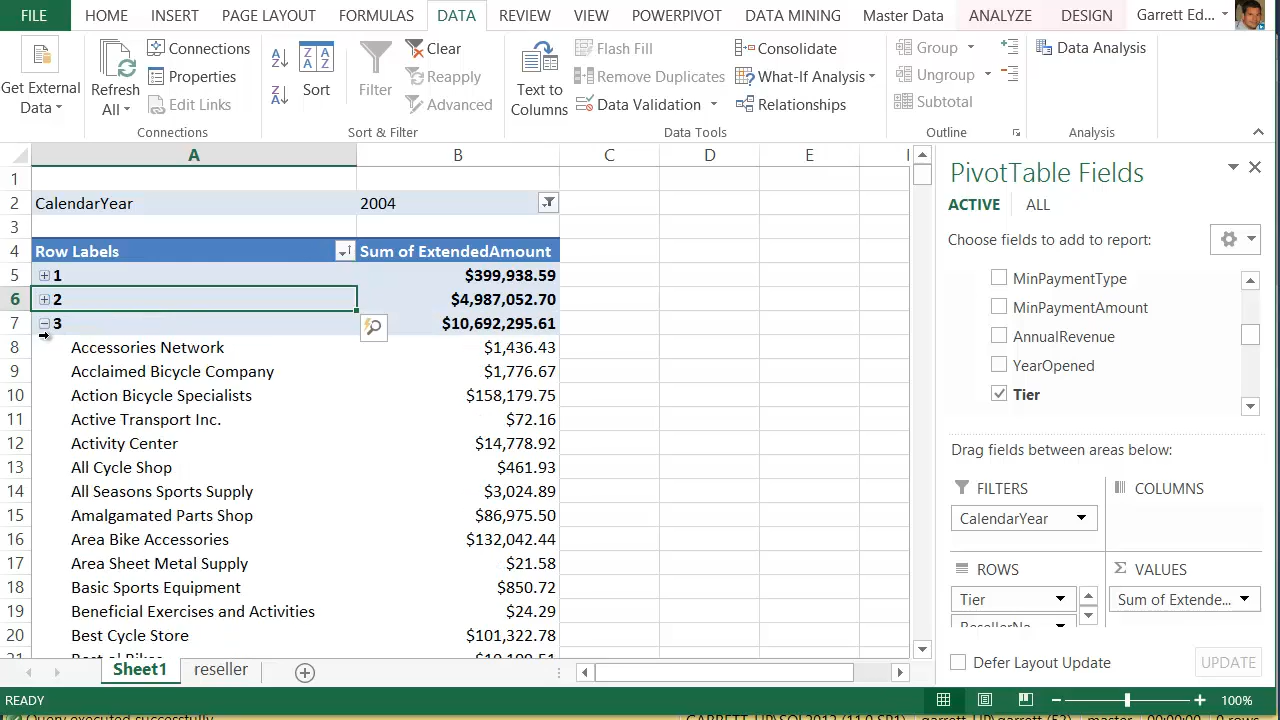 FILE HOME INSERT PAGE LAYOUT FORMULAS DATA REVIEW VIEW POWERPIVOT DATA MINING Master Data ANALYZE DESIGN Garrett Ed...
Get External Data
Refresh All
Connections
Properties
Edit Links
Connections
Sort
Filter
Clear
Reapply
Advanced
Sort & Filter
Text to Columns
Flash Fill
Remove Duplicates
Data Validation
Consolidate
What-If Analysis
Relationships
Data Tools
Group
Ungroup
Subtotal
Outline
Data Analysis
Analysis
A B C D E
1
2 CalendarYear 2004
3
4 Row Labels Sum of ExtendedAmount
5 1 $399,938.59
6 2 $4,987,052.70
7 3 $10,692,295.61
8 Accessories Network $1,436.43
9 Acclaimed Bicycle Company $1,776.67
10 Action Bicycle Specialists $158,179.75
11 Active Transport Inc. $72.16
12 Activity Center $14,778.92
13 All Cycle Shop $461.93
14 All Seasons Sports Supply $3,024.89
15 Amalgamated Parts Shop $86,975.50
16 Area Bike Accessories $132,042.44
17 Area Sheet Metal Supply $21.58
18 Basic Sports Equipment $850.72
19 Beneficial Exercises and Activities $24.29
20 Best Cycle Store $101,322.78
Sheet1 reseller
PivotTable Fields
ACTIVE ALL
Choose fields to add to report:
MinPaymentType
MinPaymentAmount
AnnualRevenue
YearOpened
Tier
Drag fields between areas below:
FILTERS
CalendarYear
COLUMNS
ROWS
Tier
VALUES
Sum of Extende...
Defer Layout Update UPDATE
READY 100%